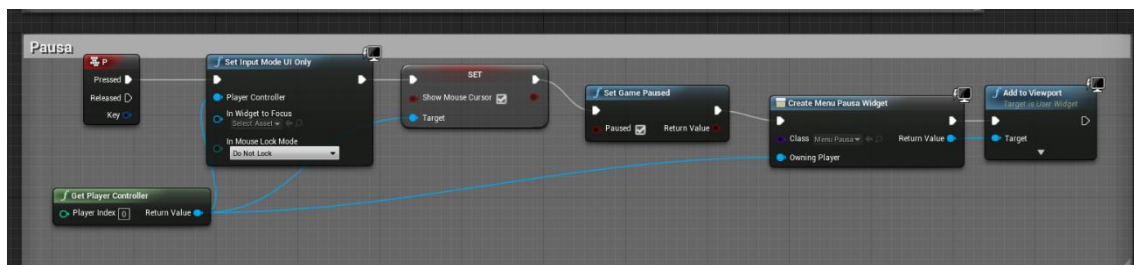 Pausa
P
Pressed
Released
Key
Set Input Mode UI Only
Player Controller
In Widget to Focus
Select Asset
In Mouse Lock Mode
Do Not Lock
SET
Show Mouse Cursor
Target
Set Game Paused
Paused
Return Value
Create Menu Pausa Widget
Class
Menu Pausa
Return Value
Owning Player
Add to Viewport
Target is User Widget
Target
Get Player Controller
Player Index
0
Return Value